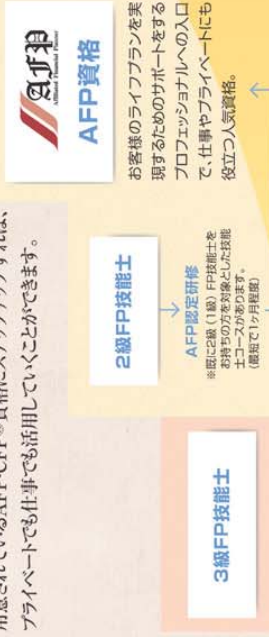 用意されているAFPでFP®資格にステップアップすれば、
プライベートでも仕事でも活用していくことができます。
3級FP技能士
2級FP技能士
AFP認定研修
※既に2級（1級）FP技能士を
お持ちの方を対象とした技能
士コースがあります。
（最短で1ヶ月程度）
AFP
Affiliated Financial Planner
AFP資格
お客様のライフプランを実
現するためのサポートをする
プロフェッショナルへの入口
で、仕事やプライベートにも
役立つ人気資格。